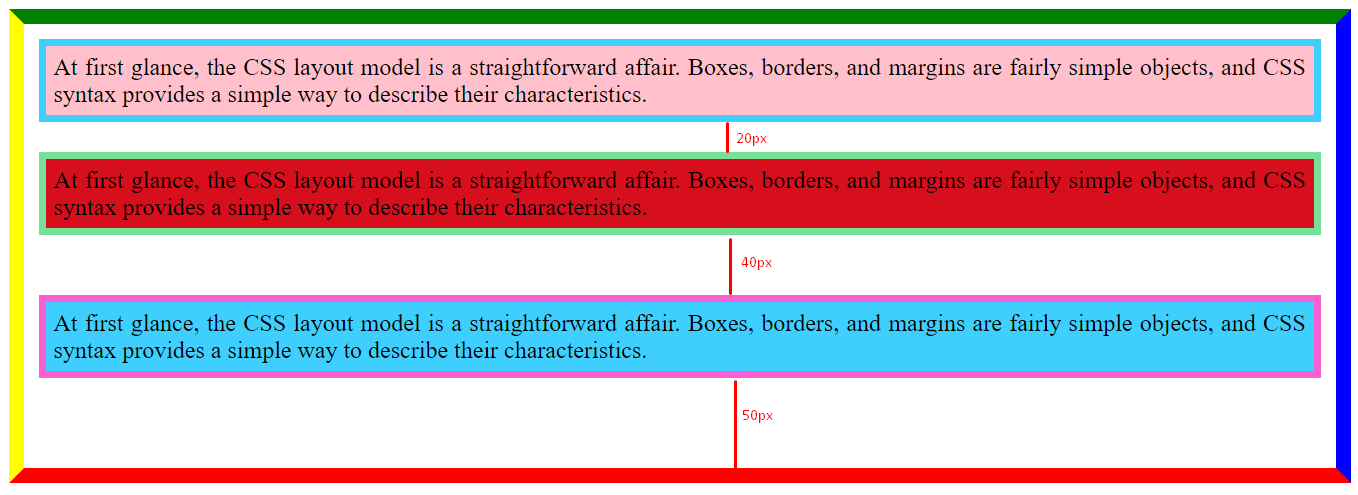 At first glance, the CSS layout model is a straightforward affair. Boxes, borders, and margins are fairly simple objects, and CSS
syntax provides a simple way to describe their characteristics.
20px
At first glance, the CSS layout model is a straightforward affair. Boxes, borders, and margins are fairly simple objects, and CSS
syntax provides a simple way to describe their characteristics.
40px
At first glance, the CSS layout model is a straightforward affair. Boxes, borders, and margins are fairly simple objects, and CSS
syntax provides a simple way to describe their characteristics.
50px